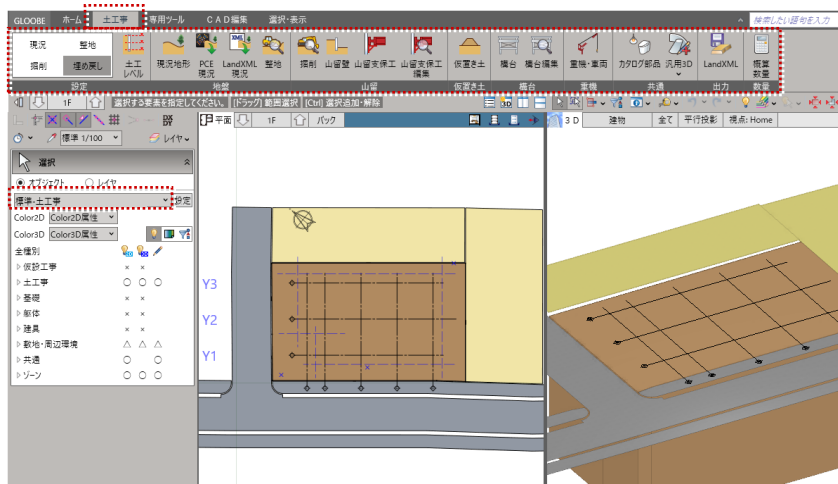 GLOOBE ホーム 土工事 専用ツール CAD編集 選択・表示 検索したい語句を入力
現況 整地 掘削 埋め戻し 土工レベル 現況地形 PCE現況 LandXML現況 整地 掘削 山留壁 山留支保工 山留支保工編集 仮置き土 構台 構台編集 重機・車両 カタログ部品 汎用3D LandXML 概算数量
設定 地盤 山留 仮置き土 構台 重機 共通 出力 数量
1F 選択する要素を指定してください。 [ドラッグ] 範囲選択 [Ctrl] 選択追加・解除
標準 1/100 レイヤ
平面 1F バック
3D 建物 全て 平行投影 視点: Home
選択
オブジェクト レイヤ
標準-土工事 設定
Color2D Color2D属性
Color3D Color3D属性
全種別
仮設工事 × ×
土工事 ○ ○ ○
基礎 × ×
躯体 × ×
建具 × ×
敷地・周辺環境 △ △ △
共通 ○ ○
ゾーン ○ ○ ○
Y3
Y2
Y1